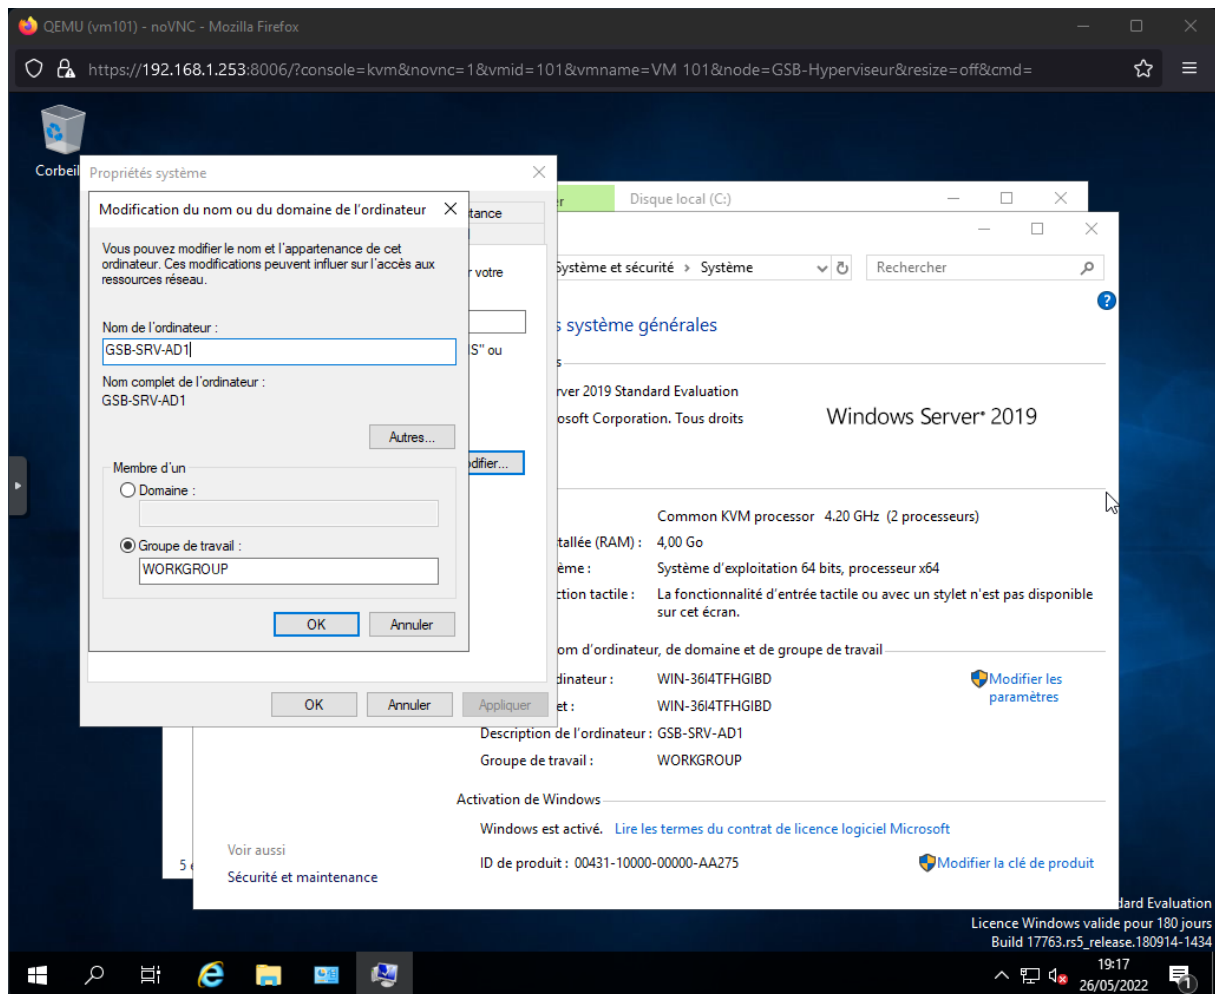 QEMU (vm101) - noVNC - Mozilla Firefox
https://192.168.1.253:8006/?console=kvm&novnc=1&vmid=101&vmname=VM 101&node=GSB-Hyperviseur&resize=off&cmd=
Corbeil
Propriétés système
Modification du nom ou du domaine de l'ordinateur
Vous pouvez modifier le nom et l'appartenance de cet
ordinateur. Ces modifications peuvent influer sur l'accès aux
ressources réseau.
Nom de l'ordinateur :
GSB-SRV-AD1
Nom complet de l'ordinateur :
GSB-SRV-AD1
Autres...
Membre d'un
Domaine :
Groupe de travail :
WORKGROUP
OK
Annuler
tance
r votre
S" ou
odifier...
OK
Annuler
Appliquer
er
Disque local (C:)
Système et sécurité > Système
Rechercher
s système générales
rver 2019 Standard Evaluation
osoft Corporation. Tous droits
Windows Server 2019
Common KVM processor 4.20 GHz (2 processeurs)
tallée (RAM) : 4,00 Go
ème : Système d'exploitation 64 bits, processeur x64
ction tactile : La fonctionnalité d'entrée tactile ou avec un stylet n'est pas disponible
sur cet écran.
om d'ordinateur, de domaine et de groupe de travail
dinateur : WIN-36I4TFHGIBD
Modifier les
paramètres
et : WIN-36I4TFHGIBD
Description de l'ordinateur : GSB-SRV-AD1
Groupe de travail : WORKGROUP
Activation de Windows
Windows est activé. Lire les termes du contrat de licence logiciel Microsoft
ID de produit : 00431-10000-00000-AA275
Modifier la clé de produit
Voir aussi
Sécurité et maintenance
5 é
dard Evaluation
Licence Windows valide pour 180 jours
Build 17763.rs5_release.180914-1434
19:17
26/05/2022
1